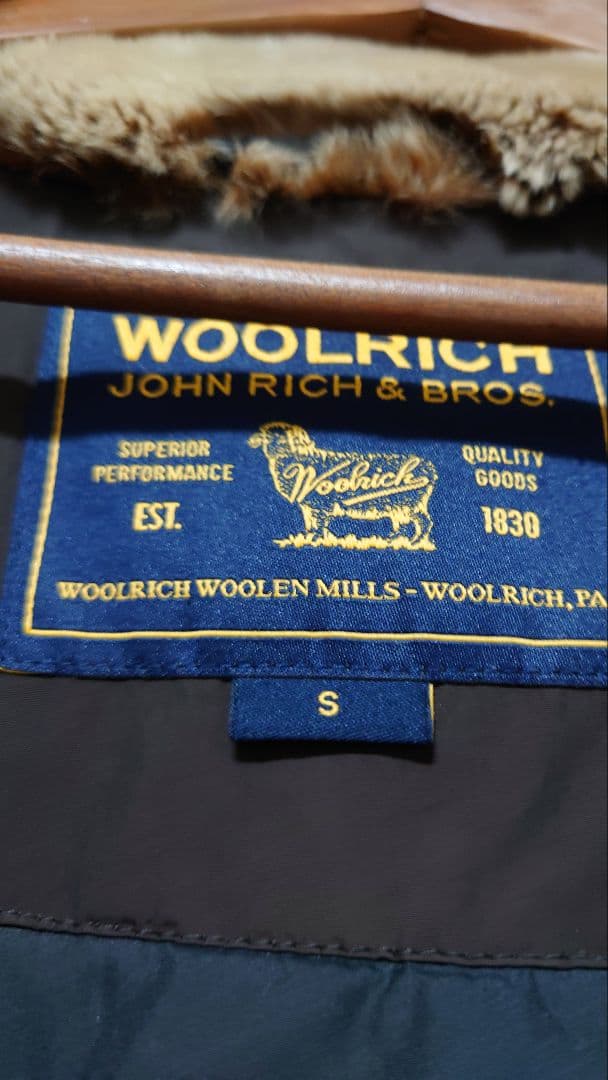 WOOLRICH
JOHN RICH & BROS.
SUPERIOR
PERFORMANCE
EST.
Woolrich
QUALITY
GOODS
1830
WOOLRICH WOOLEN MILLS - WOOLRICH, PA
S